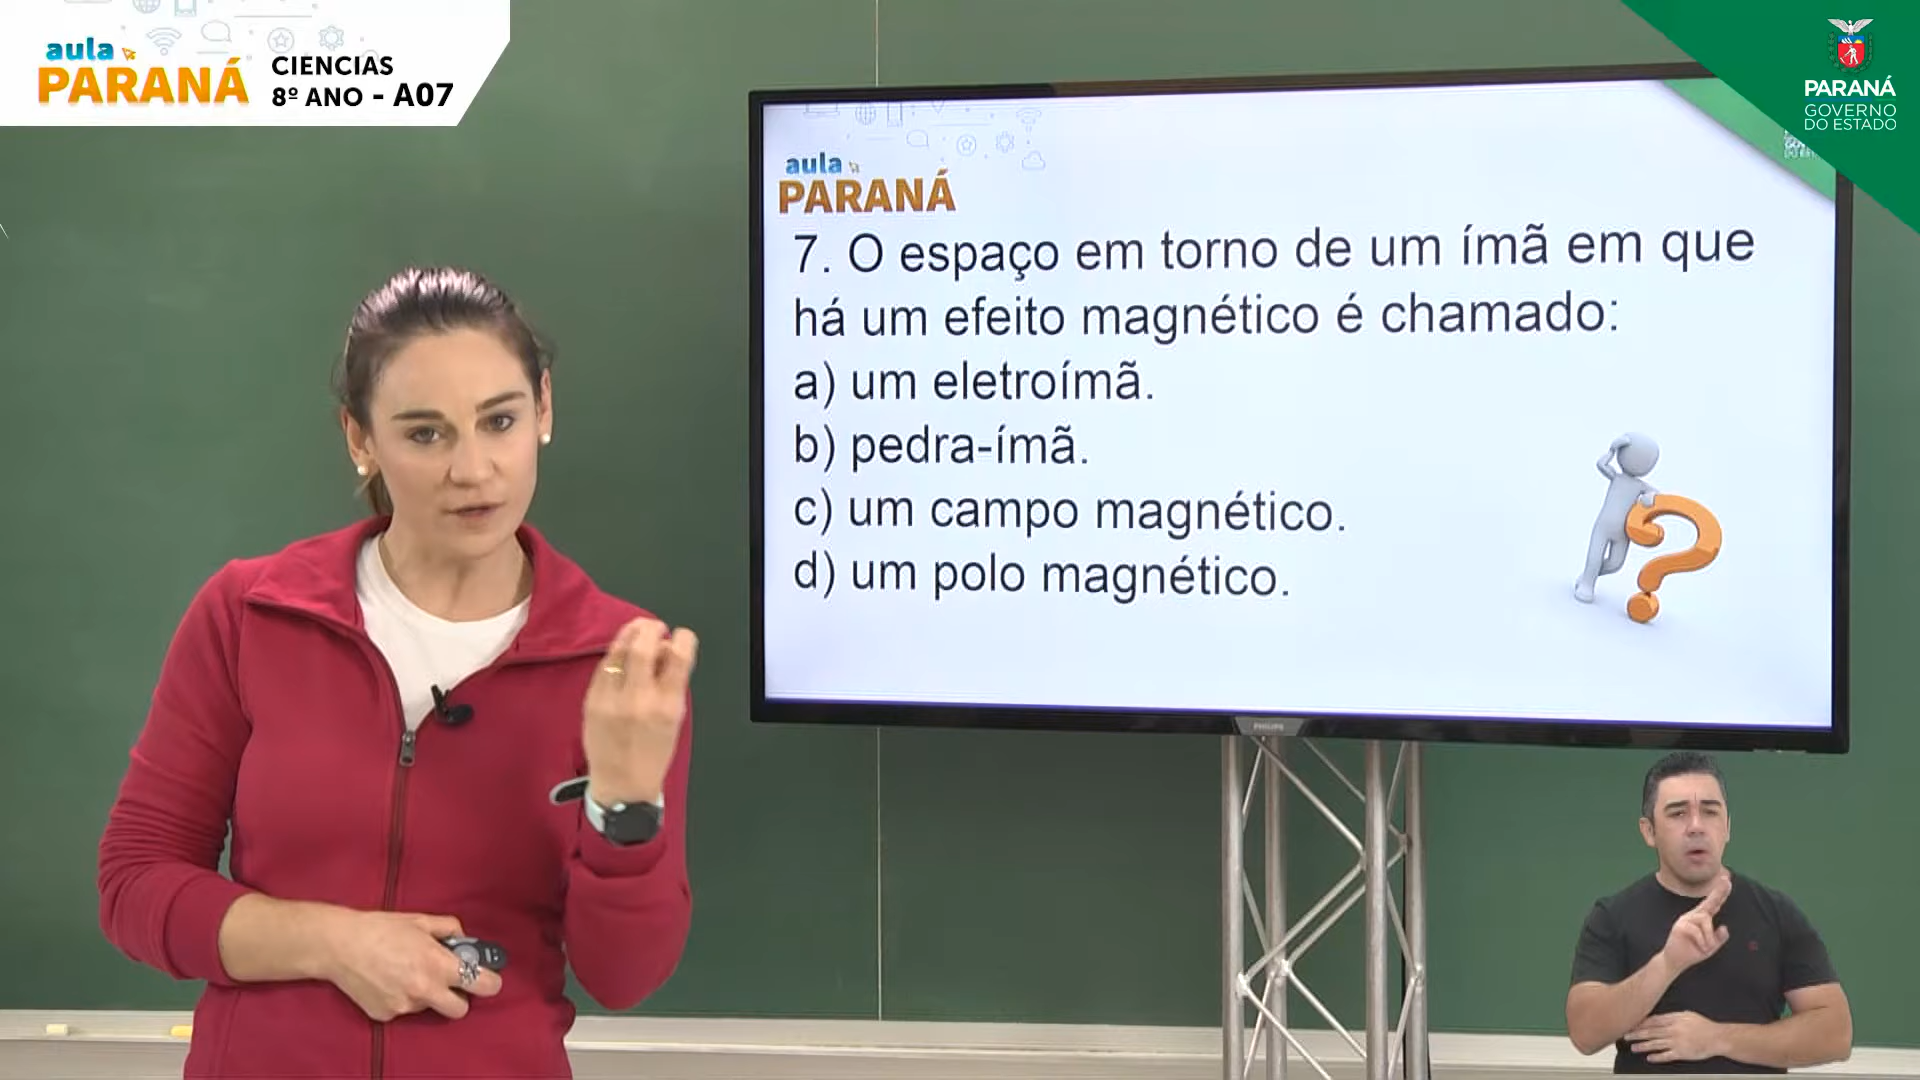 aula
PARANÁ
CIENCIAS
8º ANO - A07
PARANÁ
GOVERNO
DO ESTADO
aula
PARANÁ
7. O espaço em torno de um ímã em que
há um efeito magnético é chamado:
a) um eletroímã.
b) pedra-ímã.
c) um campo magnético.
d) um polo magnético.
PHILIPS